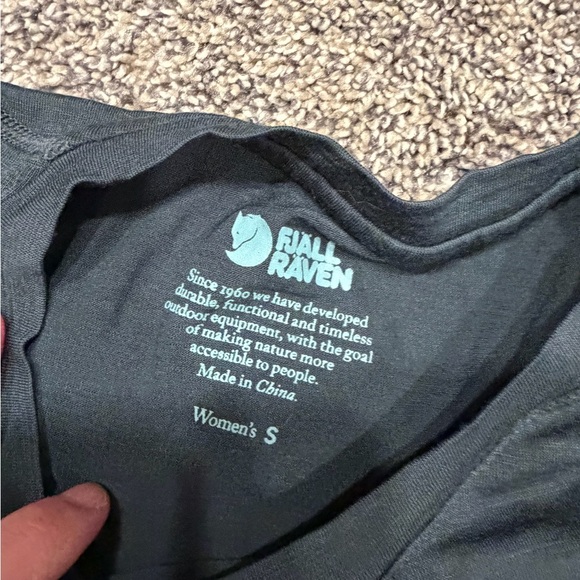 FJÄLL
RÄVEN
Since 1960 we have developed
durable, functional and timeless
outdoor equipment, with the goal
of making nature more
accessible to people.
Made in China.
Women's S